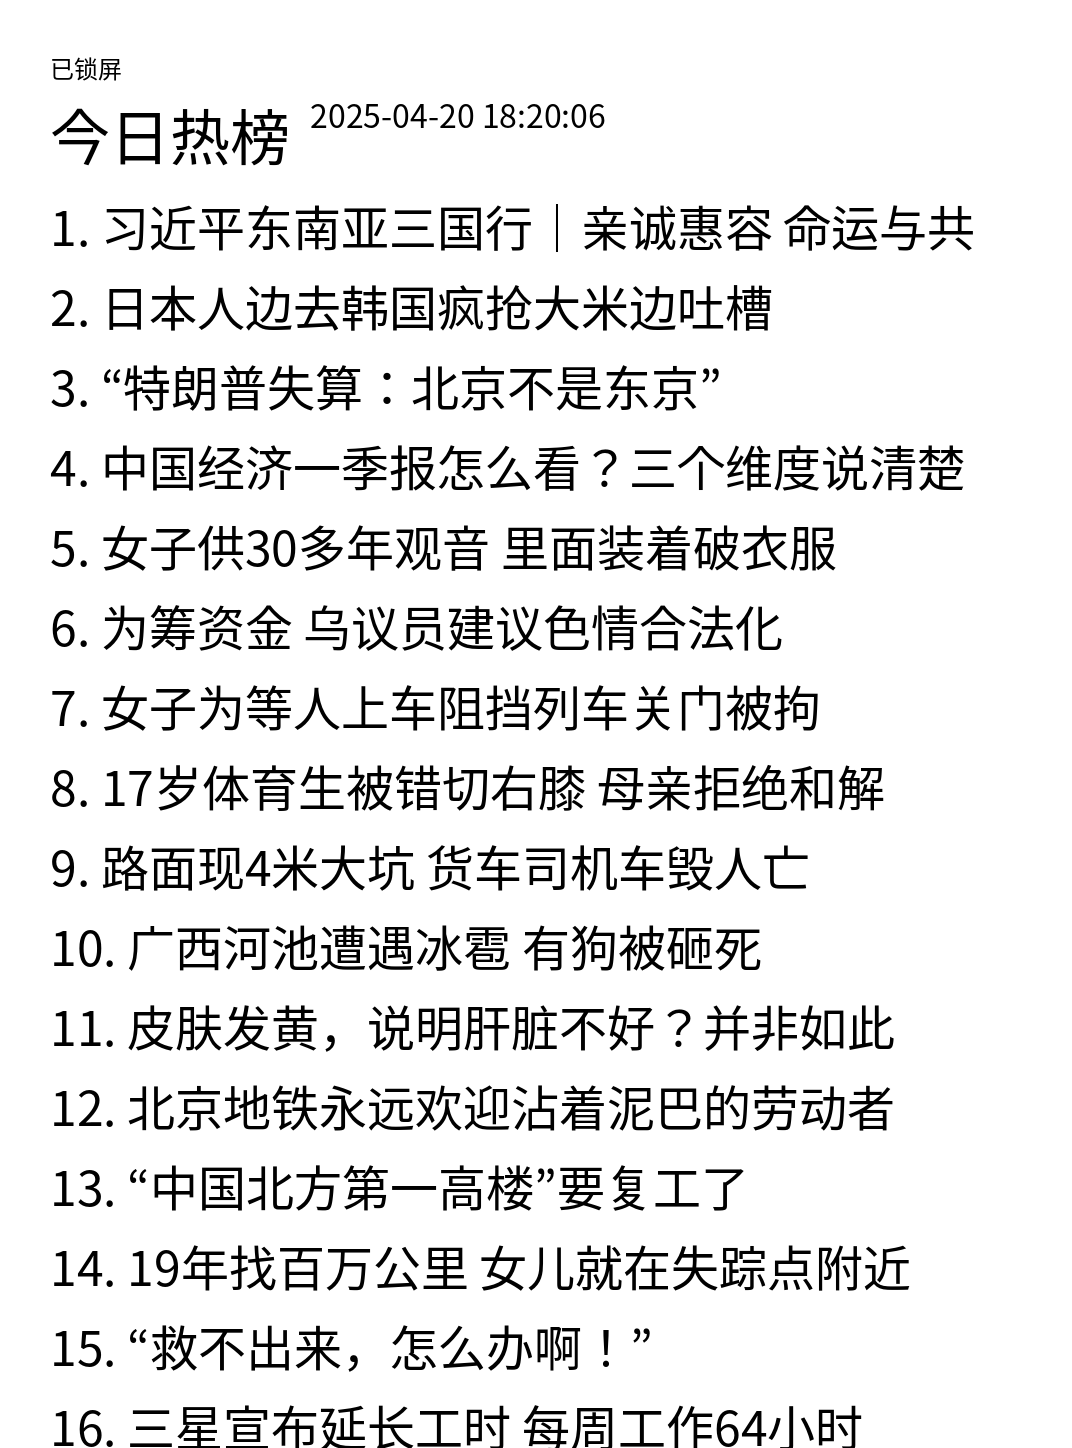 已锁屏
今日热榜 2025-04-20 18:20:06
1. 习近平东南亚三国行｜亲诚惠容 命运与共
2. 日本人边去韩国疯抢大米边吐槽
3. “特朗普失算：北京不是东京”
4. 中国经济一季报怎么看？三个维度说清楚
5. 女子供30多年观音 里面装着破衣服
6. 为筹资金 乌议员建议色情合法化
7. 女子为等人上车阻挡列车关门被拘
8. 17岁体育生被错切右膝 母亲拒绝和解
9. 路面现4米大坑 货车司机车毁人亡
10. 广西河池遭遇冰雹 有狗被砸死
11. 皮肤发黄，说明肝脏不好？并非如此
12. 北京地铁永远欢迎沾着泥巴的劳动者
13. “中国北方第一高楼”要复工了
14. 19年找百万公里 女儿就在失踪点附近
15. “救不出来，怎么办啊！”
16. 三星宣布延长工时 每周工作64小时